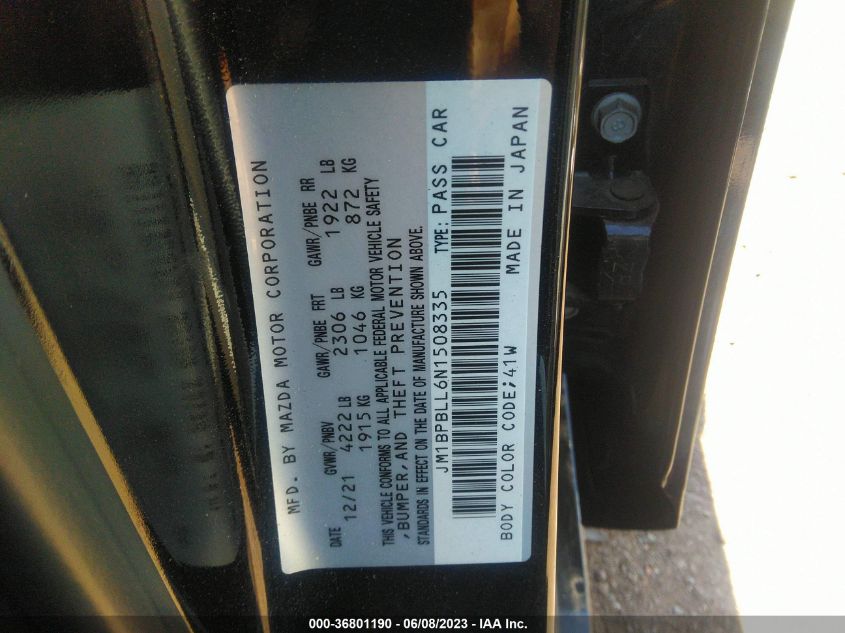 MFD. BY MAZDA MOTOR CORPORATION
DATE GVWR/PNBV GAWR/PNBE FRT GAWR/PNBE RR
12/21 4222 LB 2306 LB 1922 LB
1915 KG 1046 KG 872 KG
THIS VEHICLE CONFORMS TO ALL APPLICABLE FEDERAL MOTOR VEHICLE SAFETY
,BUMPER, AND THEFT PREVENTION
STANDARDS IN EFFECT ON THE DATE OF MANUFACTURE SHOWN ABOVE.
JM1BPBLL6N1508335 TYPE: PASS CAR
BODY COLOR CODE;41W MADE IN JAPAN
000-36801190 - 06/08/2023 - IAA Inc.